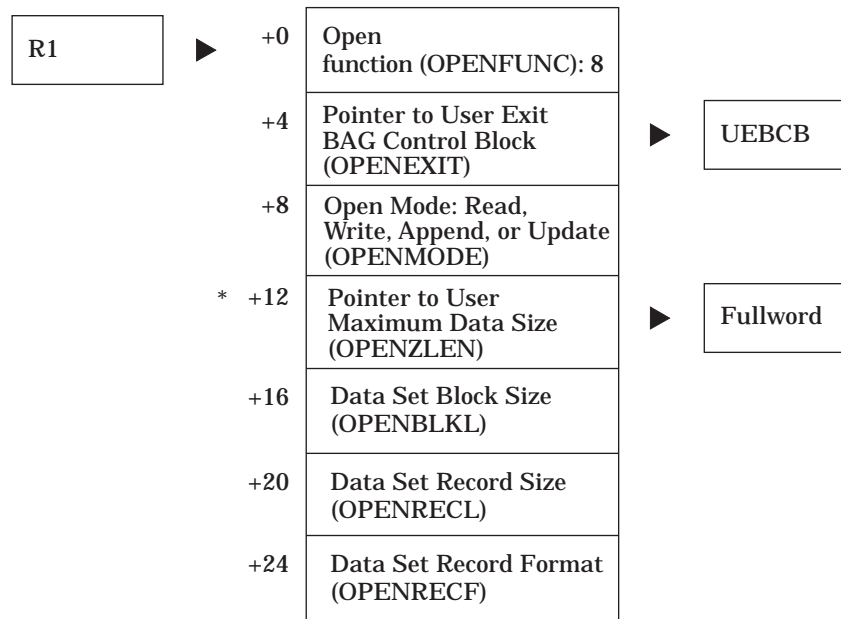 R1
+0 Open
function (OPENFUNC): 8
+4 Pointer to User Exit
BAG Control Block
(OPENEXIT)
UEBCB
+8 Open Mode: Read,
Write, Append, or Update
(OPENMODE)
* +12 Pointer to User
Maximum Data Size
(OPENZLEN)
Fullword
+16 Data Set Block Size
(OPENBLKL)
+20 Data Set Record Size
(OPENRECL)
+24 Data Set Record Format
(OPENRECF)